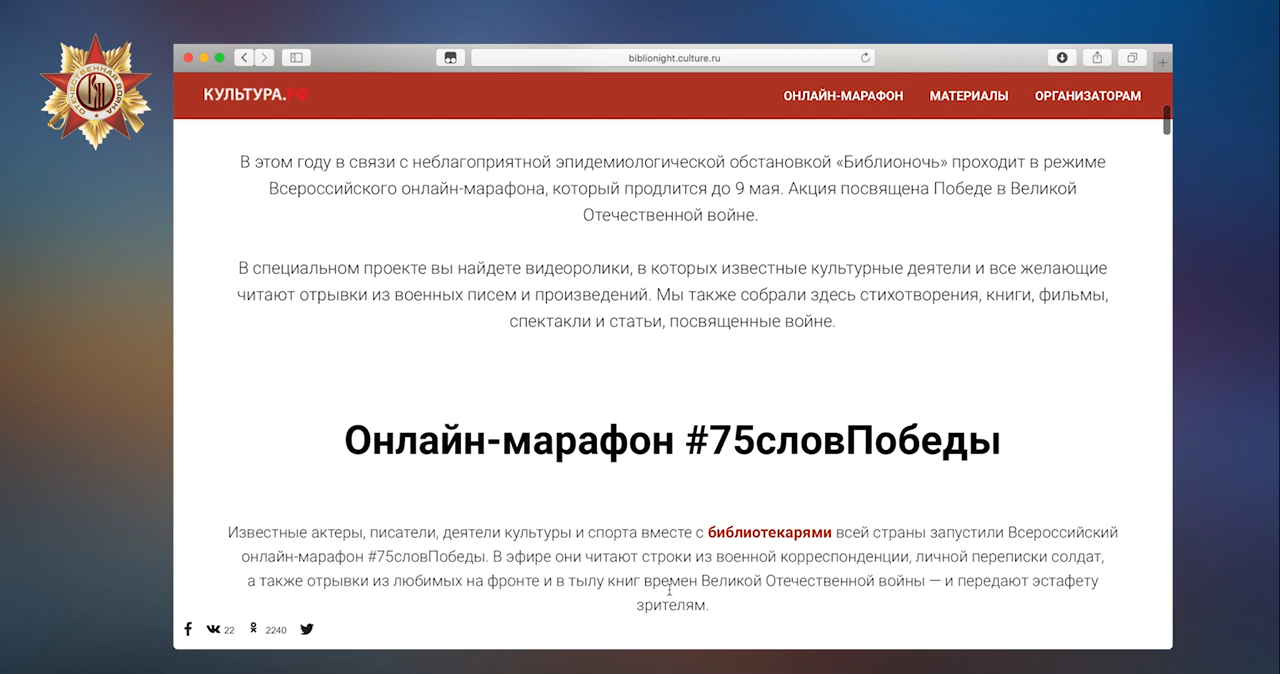 ОТЕЧЕСТВЕННАЯ ВОЙНА
biblionight.culture.ru
КУЛЬТУРА.РФ
ОНЛАЙН-МАРАФОН МАТЕРИАЛЫ ОРГАНИЗАТОРАМ
В этом году в связи с неблагоприятной эпидемиологической обстановкой «Библионочь» проходит в режиме
Всероссийского онлайн-марафона, который продлится до 9 мая. Акция посвящена Победе в Великой
Отечественной войне.
В специальном проекте вы найдете видеоролики, в которых известные культурные деятели и все желающие
читают отрывки из военных писем и произведений. Мы также собрали здесь стихотворения, книги, фильмы,
спектакли и статьи, посвященные войне.
Онлайн-марафон #75словПобеды
Известные актеры, писатели, деятели культуры и спорта вместе с библиотекарями всей страны запустили Всероссийский
онлайн-марафон #75словПобеды. В эфире они читают строки из военной корреспонденции, личной переписки солдат,
а также отрывки из любимых на фронте и в тылу книг времен Великой Отечественной войны — и передают эстафету
зрителям.
22 2240